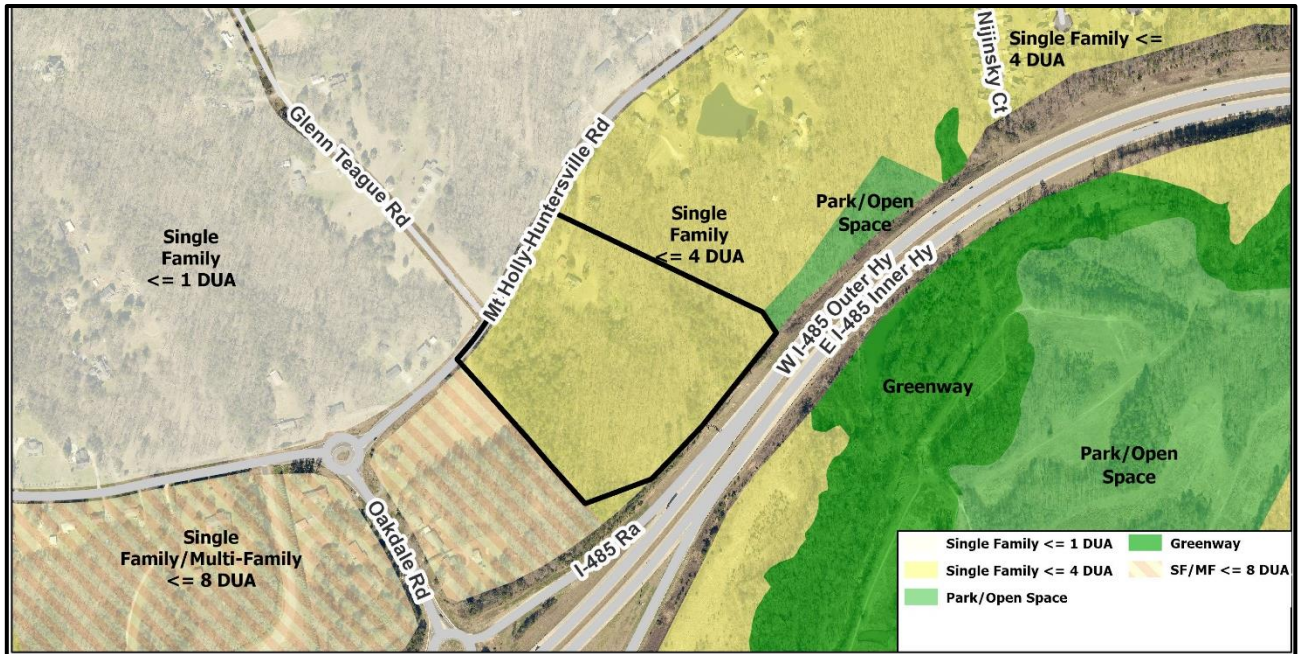 Nijinsky Ct
Single Family <=
4 DUA
Glenn Teague Rd
Mt Holly-Huntersville Rd
Single
Family
<= 1 DUA
Single
Family
<= 4 DUA
Park/Open
Space
W I-485 Outer Hy
E I-485 Inner Hy
Greenway
Park/Open
Space
Single
Family/Multi-Family
<= 8 DUA
Oakdale Rd
I-485 Ra
Single Family <= 1 DUA
Greenway
Single Family <= 4 DUA
SF/MF <= 8 DUA
Park/Open Space